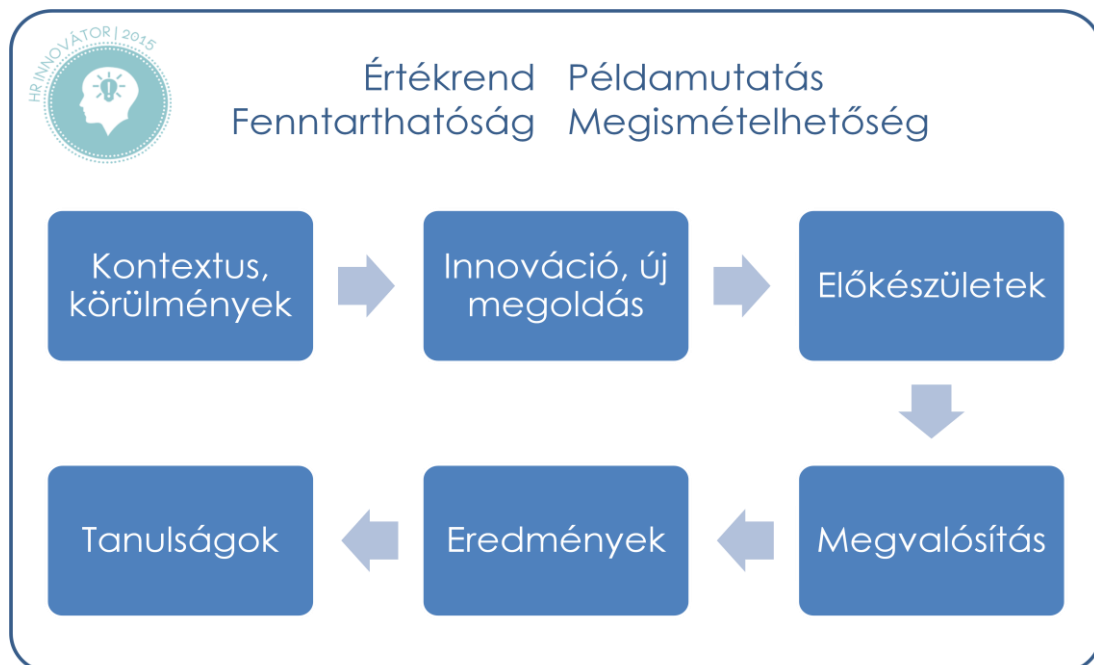 HR INNOVÁTOR | 2015
Értékrend Példamutatás
Fenntarthatóság Megismételhetőség
Kontextus,
körülmények
Innováció, új
megoldás
Előkészületek
Megvalósítás
Eredmények
Tanulságok